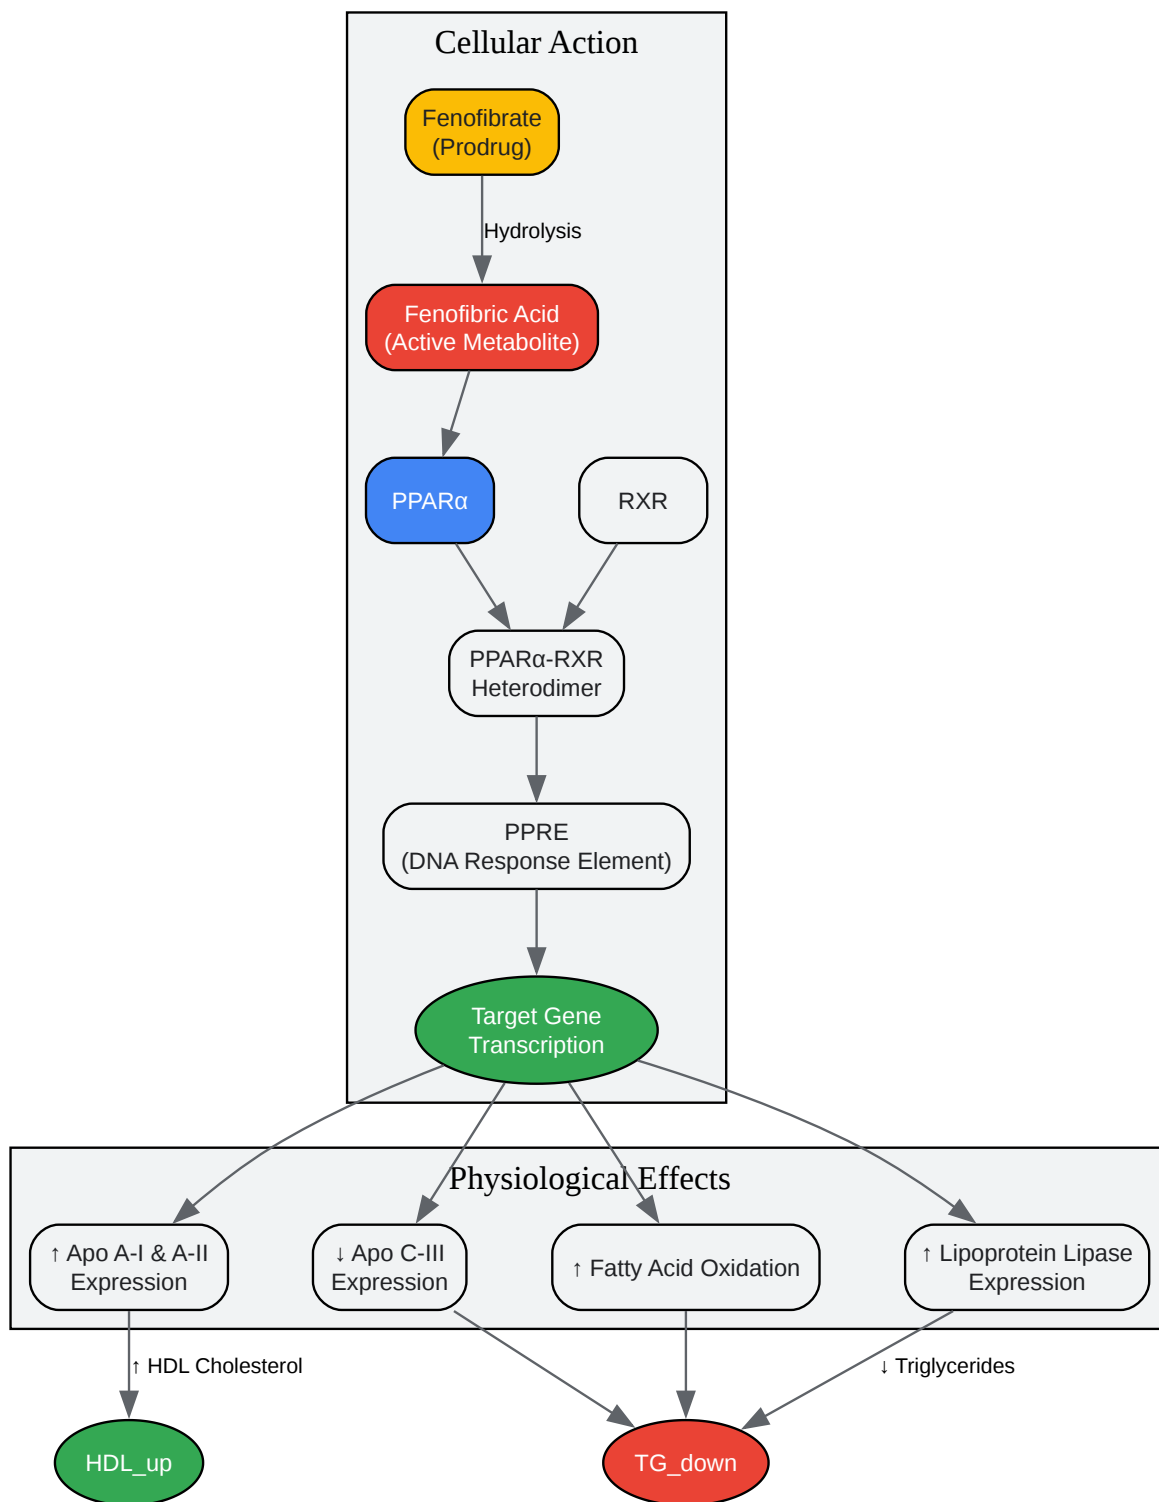 Cellular Action
Fenofibrate
(Prodrug)
Hydrolysis
Fenofibric Acid
(Active Metabolite)
PPARα
RXR
PPARα-RXR
Heterodimer
PPRE
(DNA Response Element)
Target Gene
Transcription
Physiological Effects
↑ Apo A-I & A-II
Expression
↓ Apo C-III
Expression
↑ Fatty Acid Oxidation
↑ Lipoprotein Lipase
Expression
↑ HDL Cholesterol
↓ Triglycerides
HDL_up
TG_down